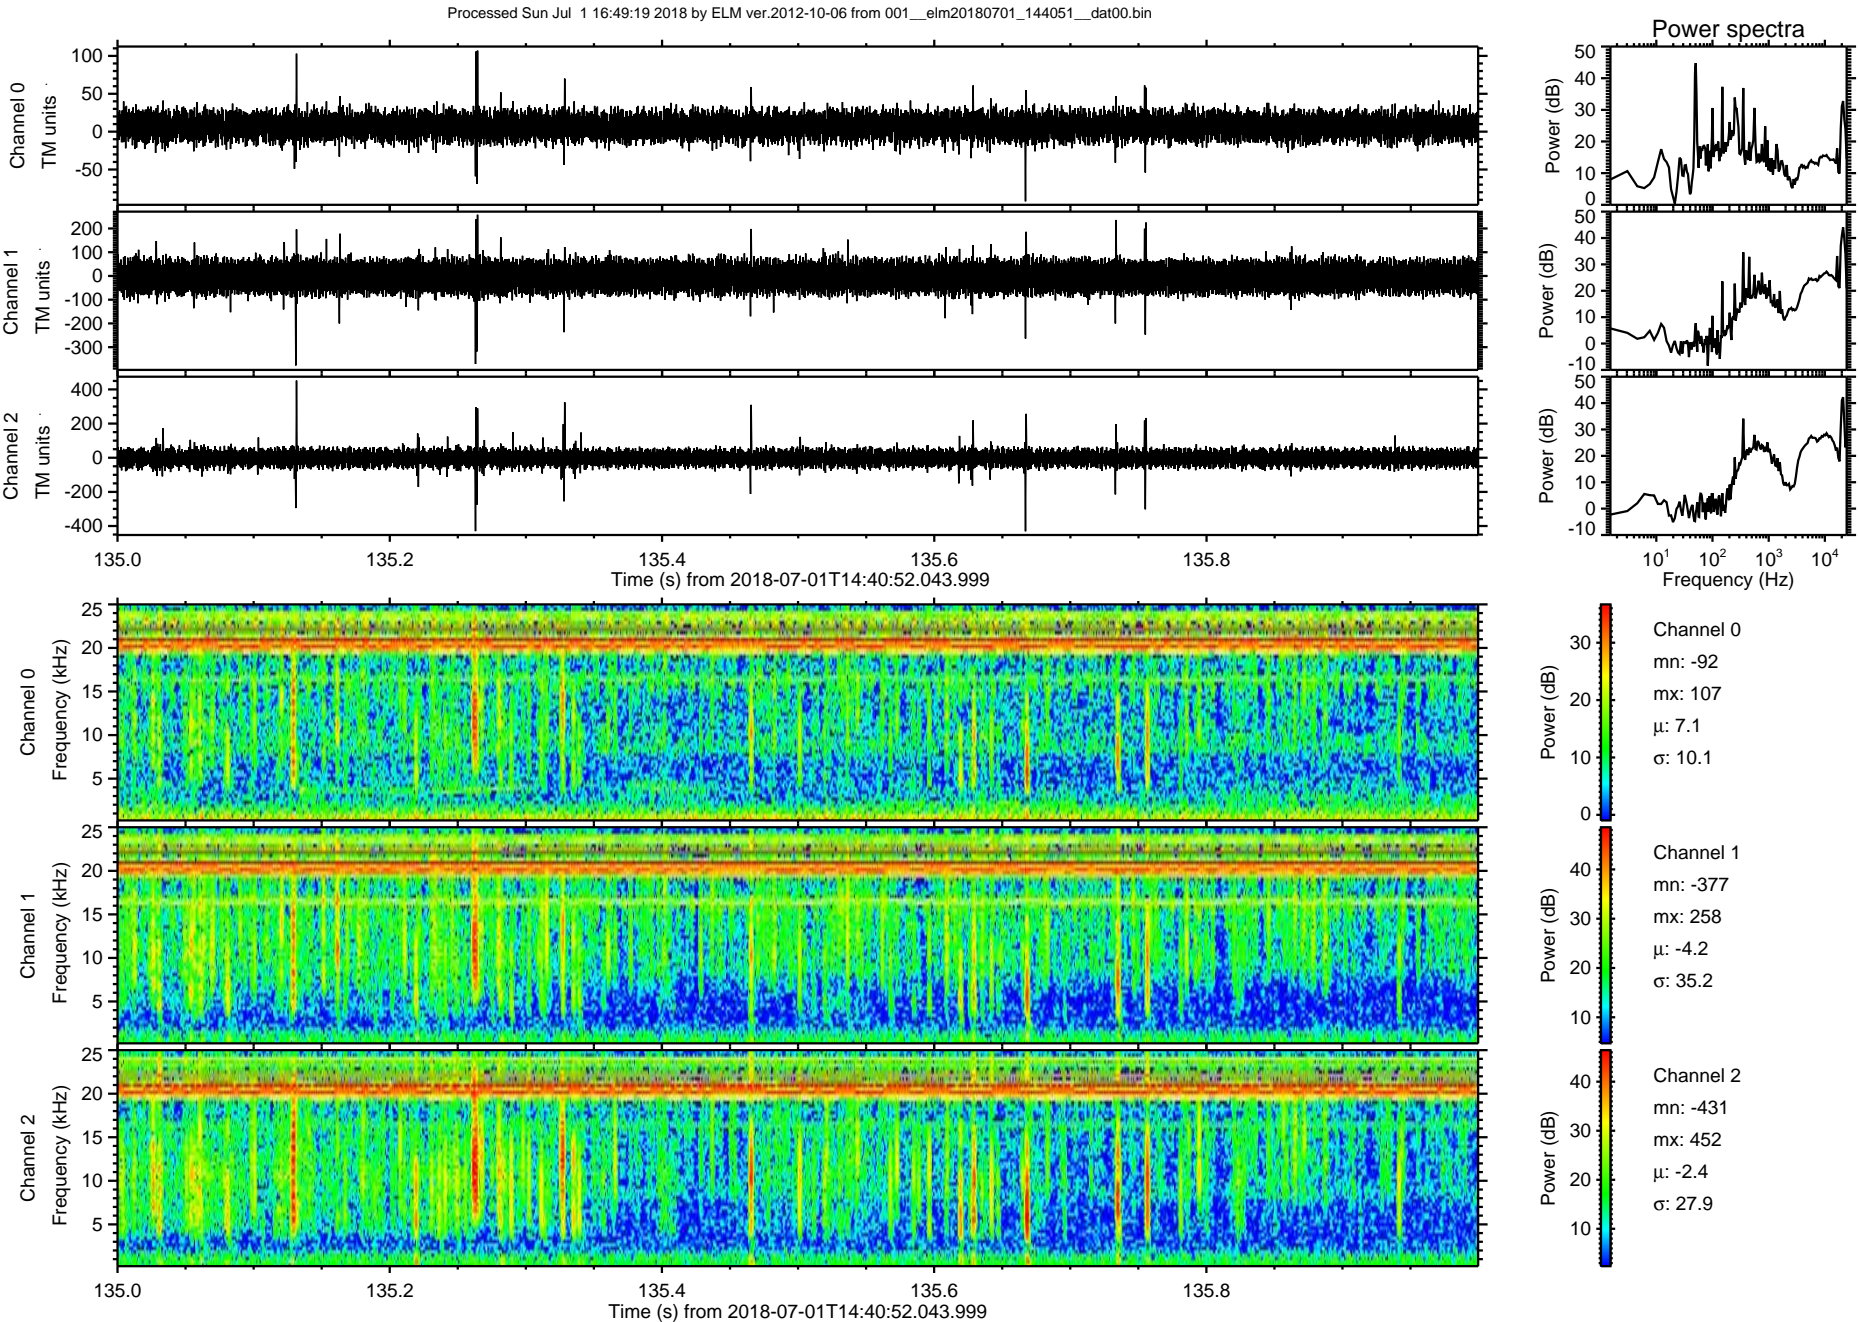 Processed Sun Jul  1 16:49:19 2018 by ELM ver.2012-10-06 from 001__elm20180701_144051__dat00.bin
Power spectra
Channel 0
TM units
100
50
0
-50
Power (dB)
50
40
30
20
10
0
Channel 1
TM units
200
100
0
-100
-200
-300
Power (dB)
50
40
30
20
10
0
-10
Channel 2
TM units
400
200
0
-200
-400
Power (dB)
50
40
30
20
10
0
-10
135.0 135.2 135.4 135.6 135.8
Time (s) from 2018-07-01T14:40:52.043.999
10^1 10^2 10^3 10^4
Frequency (Hz)
Channel 0
Frequency (kHz)
25
20
15
10
5
Power (dB)
30
20
10
0
Channel 0
mn: -92
mx: 107
μ: 7.1
σ: 10.1
Channel 1
Frequency (kHz)
25
20
15
10
5
Power (dB)
40
30
20
10
Channel 1
mn: -377
mx: 258
μ: -4.2
σ: 35.2
Channel 2
Frequency (kHz)
25
20
15
10
5
Power (dB)
40
30
20
10
Channel 2
mn: -431
mx: 452
μ: -2.4
σ: 27.9
135.0 135.2 135.4 135.6 135.8
Time (s) from 2018-07-01T14:40:52.043.999